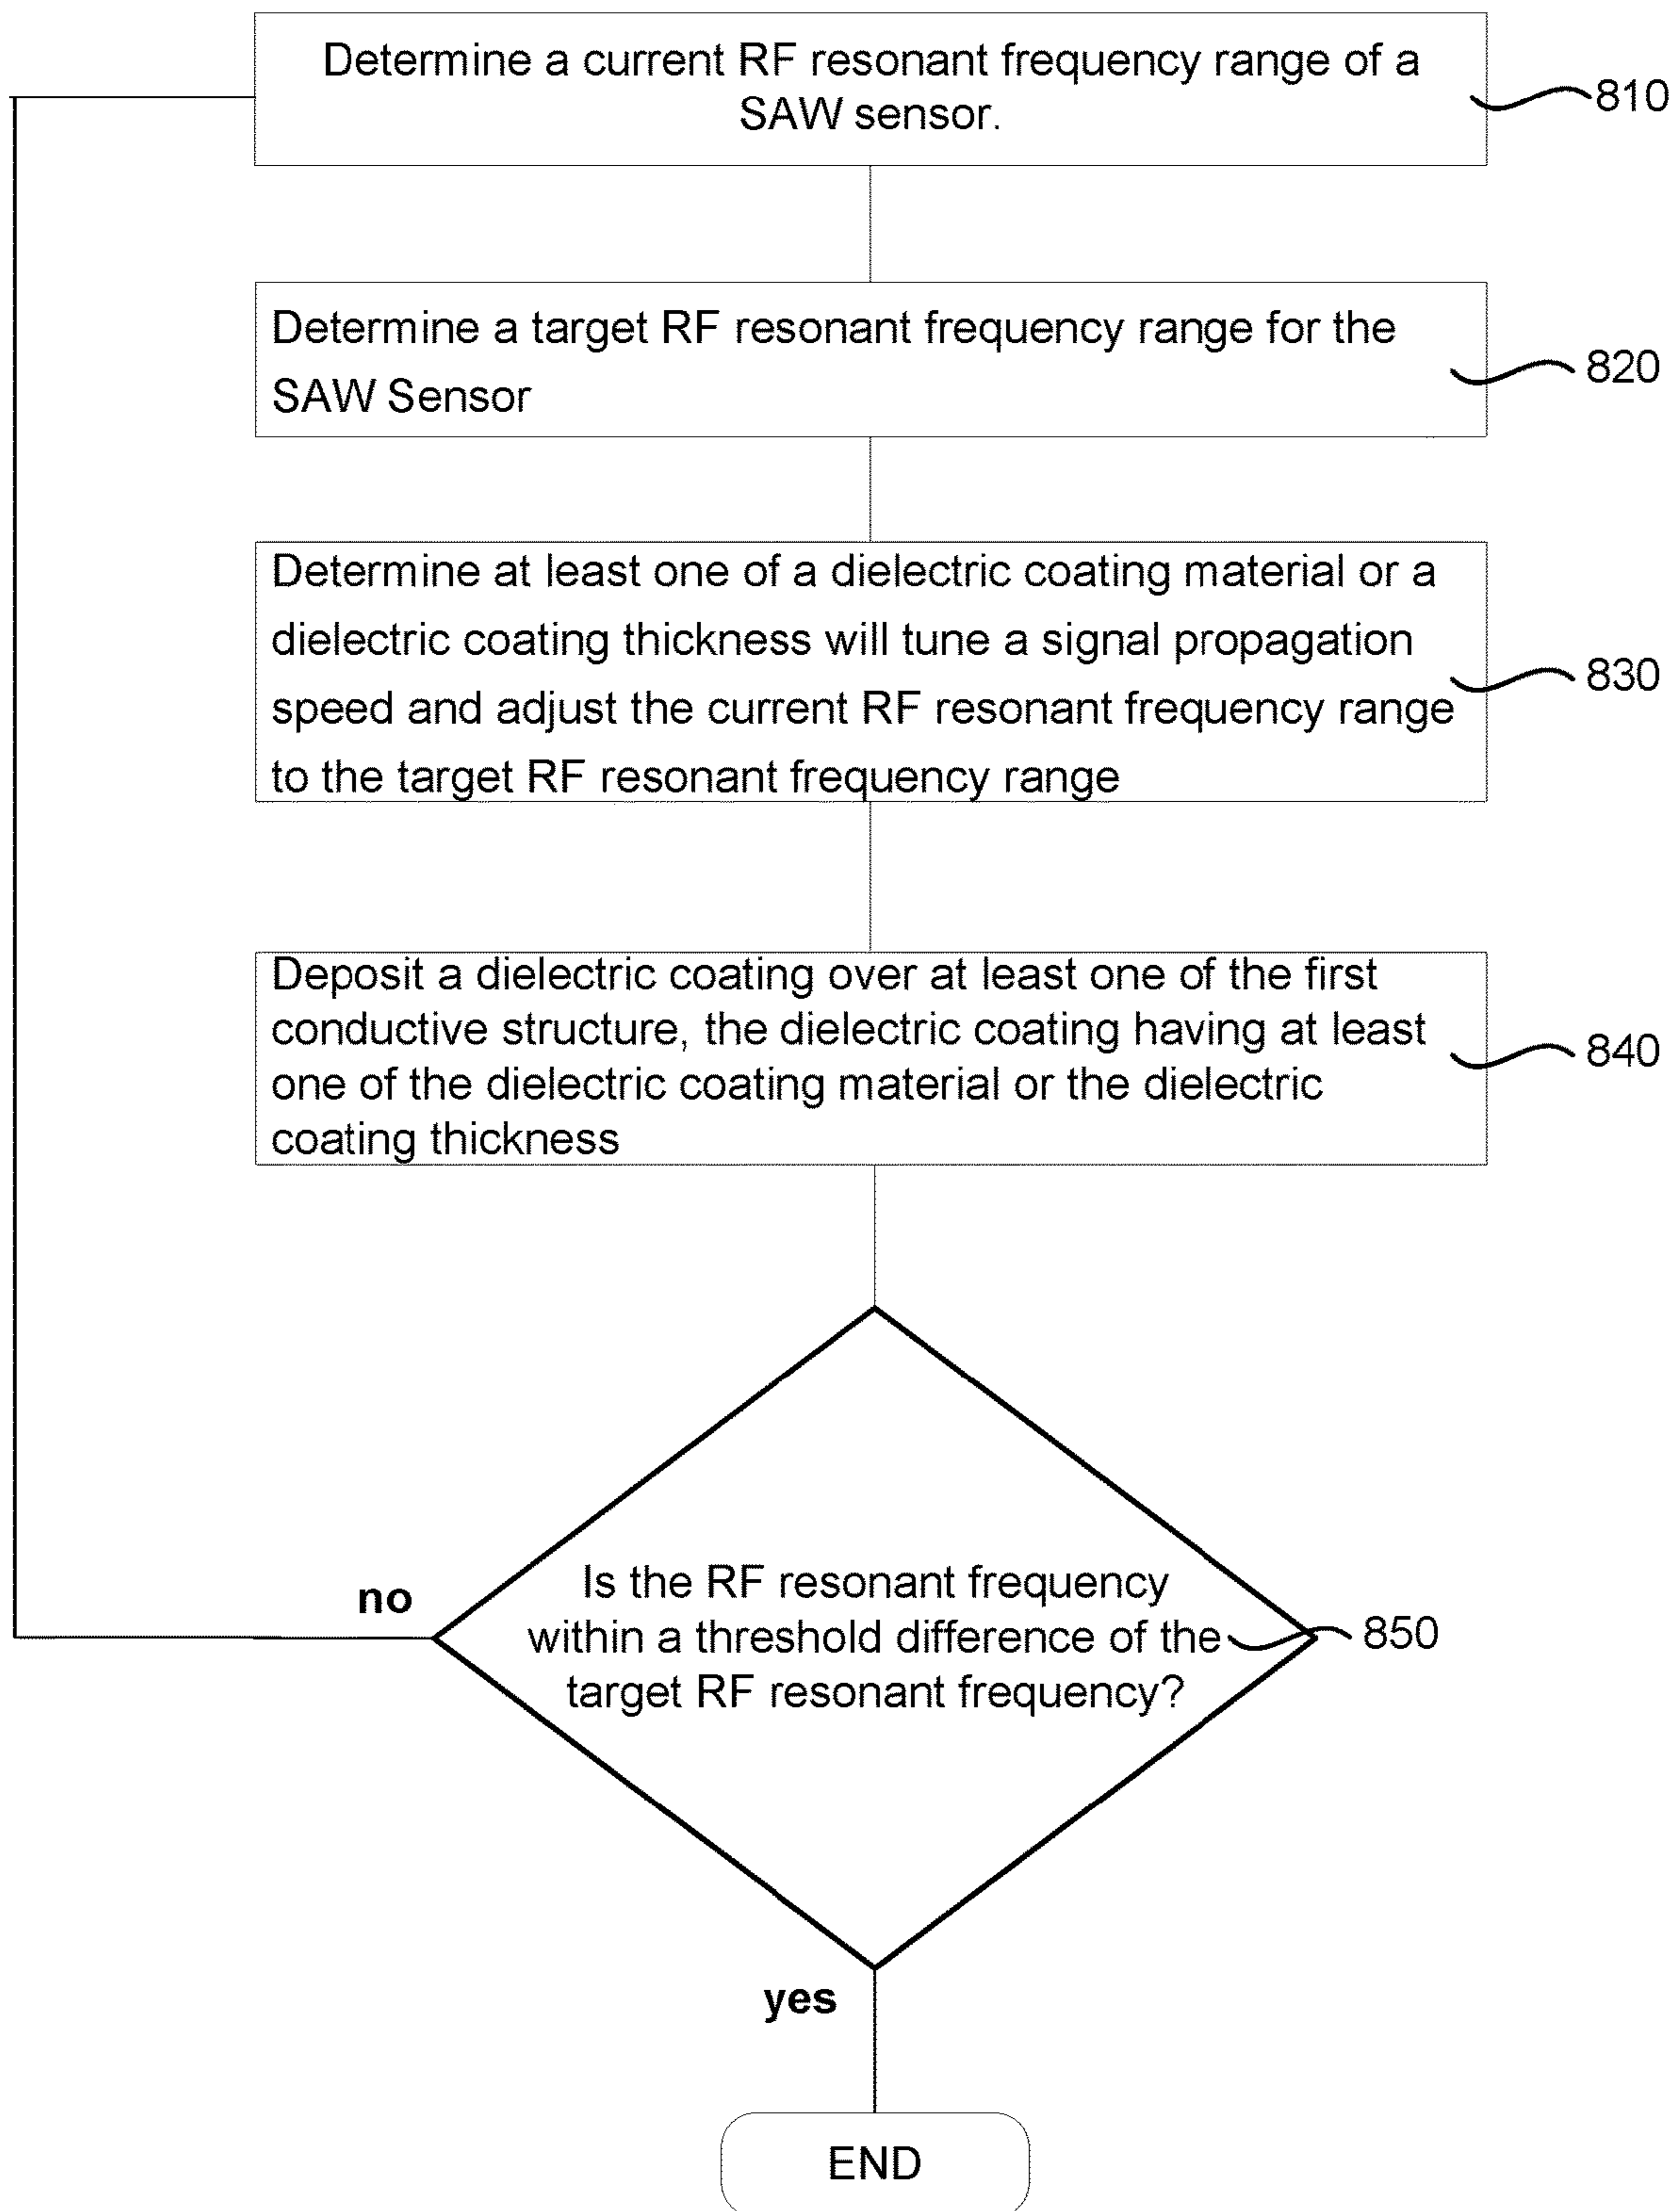 Determine a current RF resonant frequency range of a
SAW sensor.
810
Determine a target RF resonant frequency range for the
SAW Sensor
820
Determine at least one of a dielectric coating material or a
dielectric coating thickness will tune a signal propagation
speed and adjust the current RF resonant frequency range
to the target RF resonant frequency range
830
Deposit a dielectric coating over at least one of the first
conductive structure, the dielectric coating having at least
one of the dielectric coating material or the dielectric
coating thickness
840
no
Is the RF resonant frequency
within a threshold difference of the
target RF resonant frequency?
850
yes
END